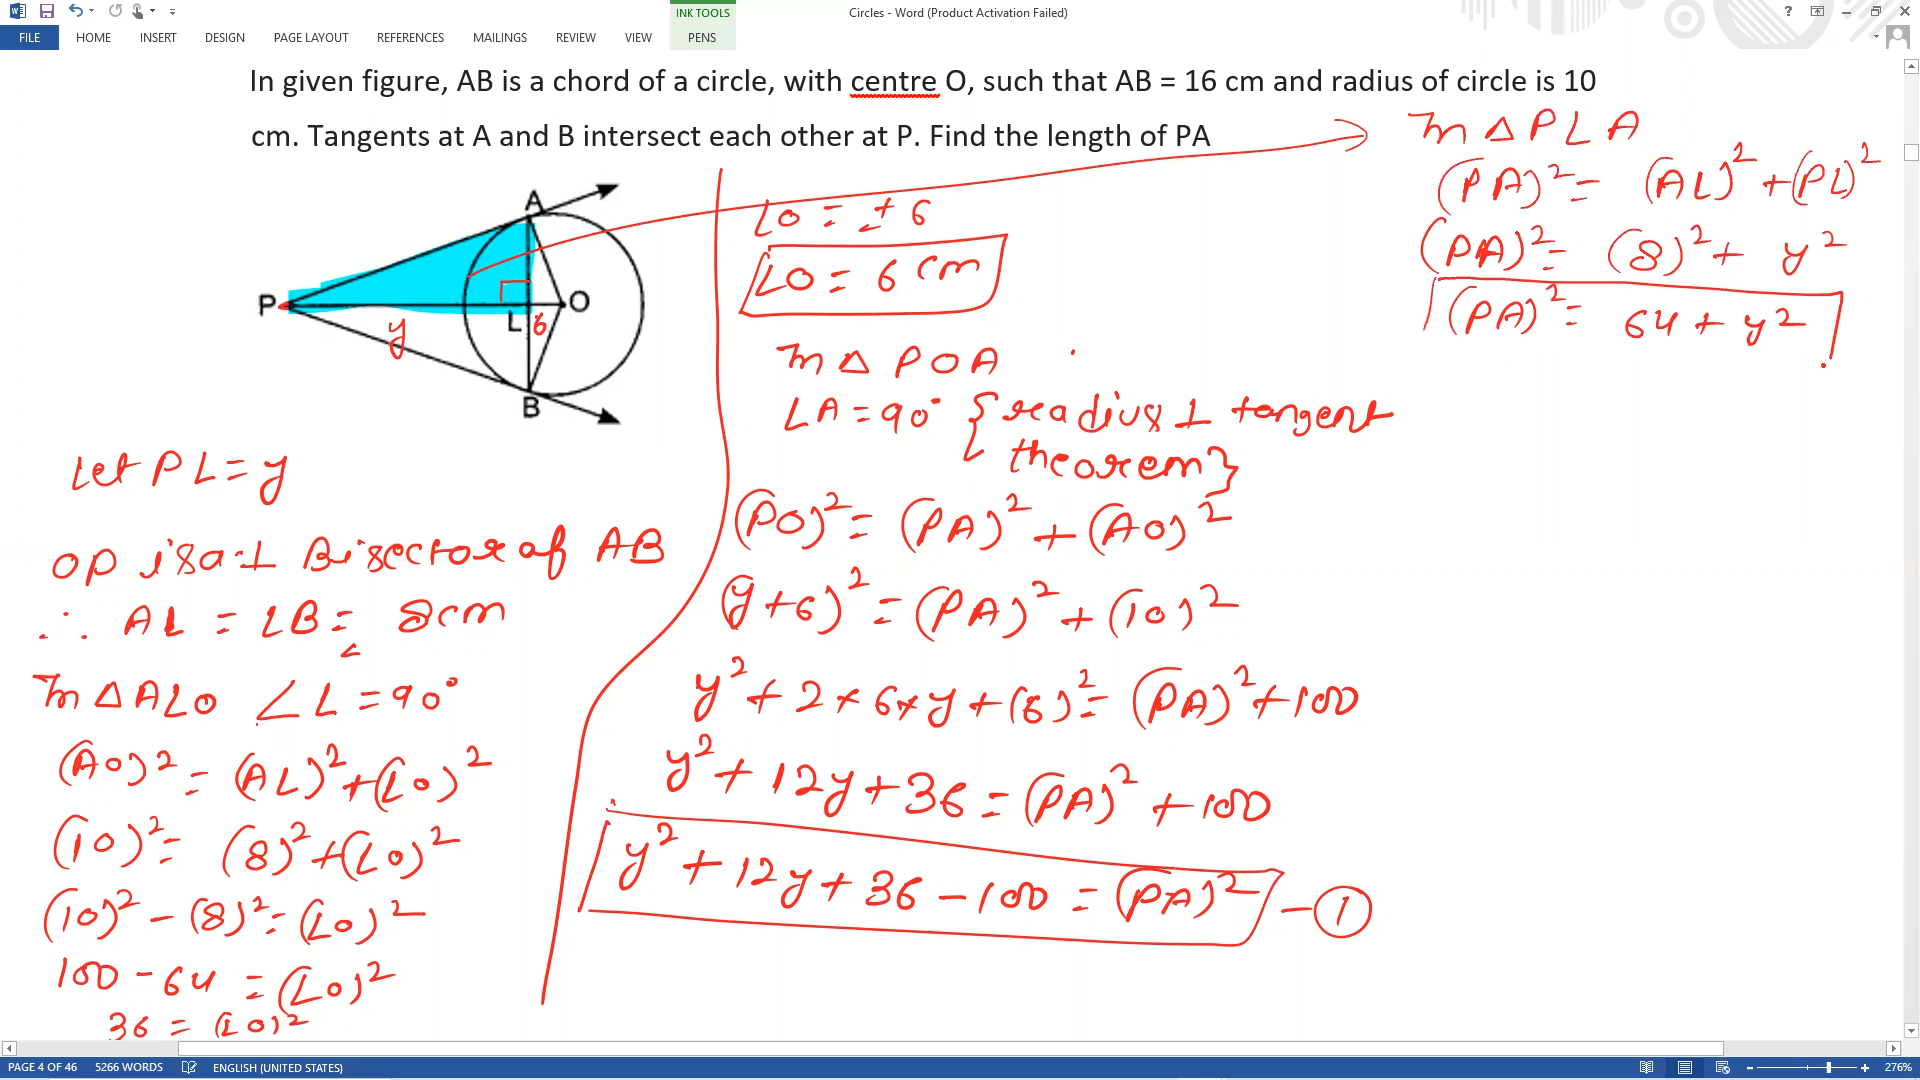 INK TOOLS
Circles - Word (Product Activation Failed)
FILE HOME INSERT DESIGN PAGE LAYOUT REFERENCES MAILINGS REVIEW VIEW PENS
In given figure, AB is a chord of a circle, with centre O, such that AB = 16 cm and radius of circle is 10
cm. Tangents at A and B intersect each other at P. Find the length of PA
A
P
O
L
6
y
B
Let PL = y
OP is a ⊥ Bisector of AB
∴ AL = LB = 8cm
In △ ALO ∠L = 90°
(AO)² = (AL)² + (LO)²
(10)² = (8)² + (LO)²
(10)² - (8)² = (LO)²
100 - 64 = (LO)²
36 = (LO)²
LO = ± 6
LO = 6 cm
In △ POA
∠A = 90° {radius ⊥ tangent
theorem}
(PO)² = (PA)² + (AO)²
(y+6)² = (PA)² + (10)²
y² + 2 × 6 × y + (6)² = (PA)² + 100
y² + 12y + 36 = (PA)² + 100
y² + 12y + 36 - 100 = (PA)² - ①
In △ PLA
(PA)² = (AL)² + (PL)²
(PA)² = (8)² + y²
(PA)² = 64 + y²
PAGE 4 OF 46 5266 WORDS ENGLISH (UNITED STATES) 276%